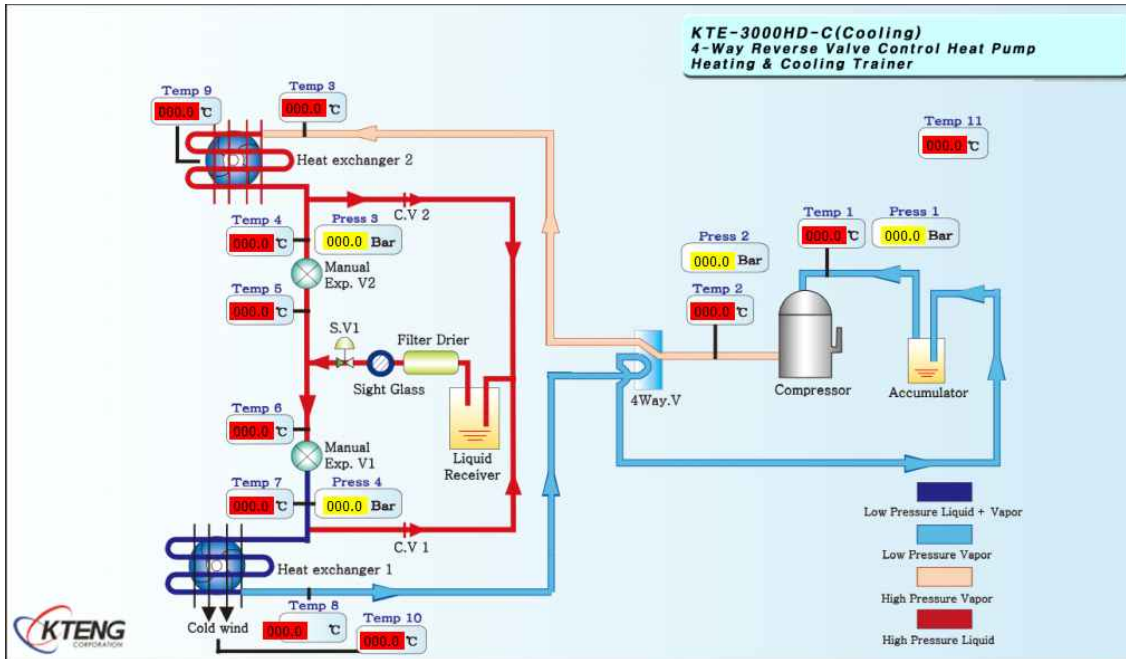 KTE-3000HD-C(Cooling)
4-Way Reverse Valve Control Heat Pump
Heating & Cooling Trainer
Temp 9
000.0 ℃
Temp 3
000.0 ℃
Temp 11
000.0 ℃
Heat exchanger 2
C.V 2
Temp 4
000.0 ℃
Press 3
000.0 Bar
Temp 1
000.0 ℃
Press 1
000.0 Bar
Press 2
000.0 Bar
Manual
Exp. V2
Temp 5
000.0 ℃
Temp 2
000.0 ℃
S.V1
Filter Drier
Sight Glass
4Way.V
Compressor
Accumulator
Temp 6
000.0 ℃
Manual
Exp. V1
Liquid
Receiver
Temp 7
000.0 ℃
Press 4
000.0 Bar
Low Pressure Liquid + Vapor
C.V 1
Low Pressure Vapor
Heat exchanger 1
High Pressure Vapor
Cold wind
Temp 8
000.0 ℃
Temp 10
000.0 ℃
High Pressure Liquid
KTENG
CORPORATION